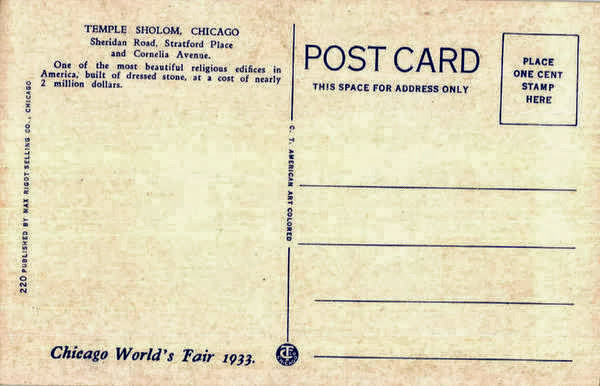 TEMPLE SHOLOM, CHICAGO
Sheridan Road, Stratford Place
and Cornelia Avenue.
One of the most beautiful religious edifices in
America, built of dressed stone, at a cost of nearly
2 million dollars.
220 PUBLISHED BY MAX RIGOT SELLING CO., CHICAGO
C. T. AMERICAN ART COLORED
POST CARD
THIS SPACE FOR ADDRESS ONLY
PLACE
ONE CENT
STAMP
HERE
Chicago World's Fair 1933.